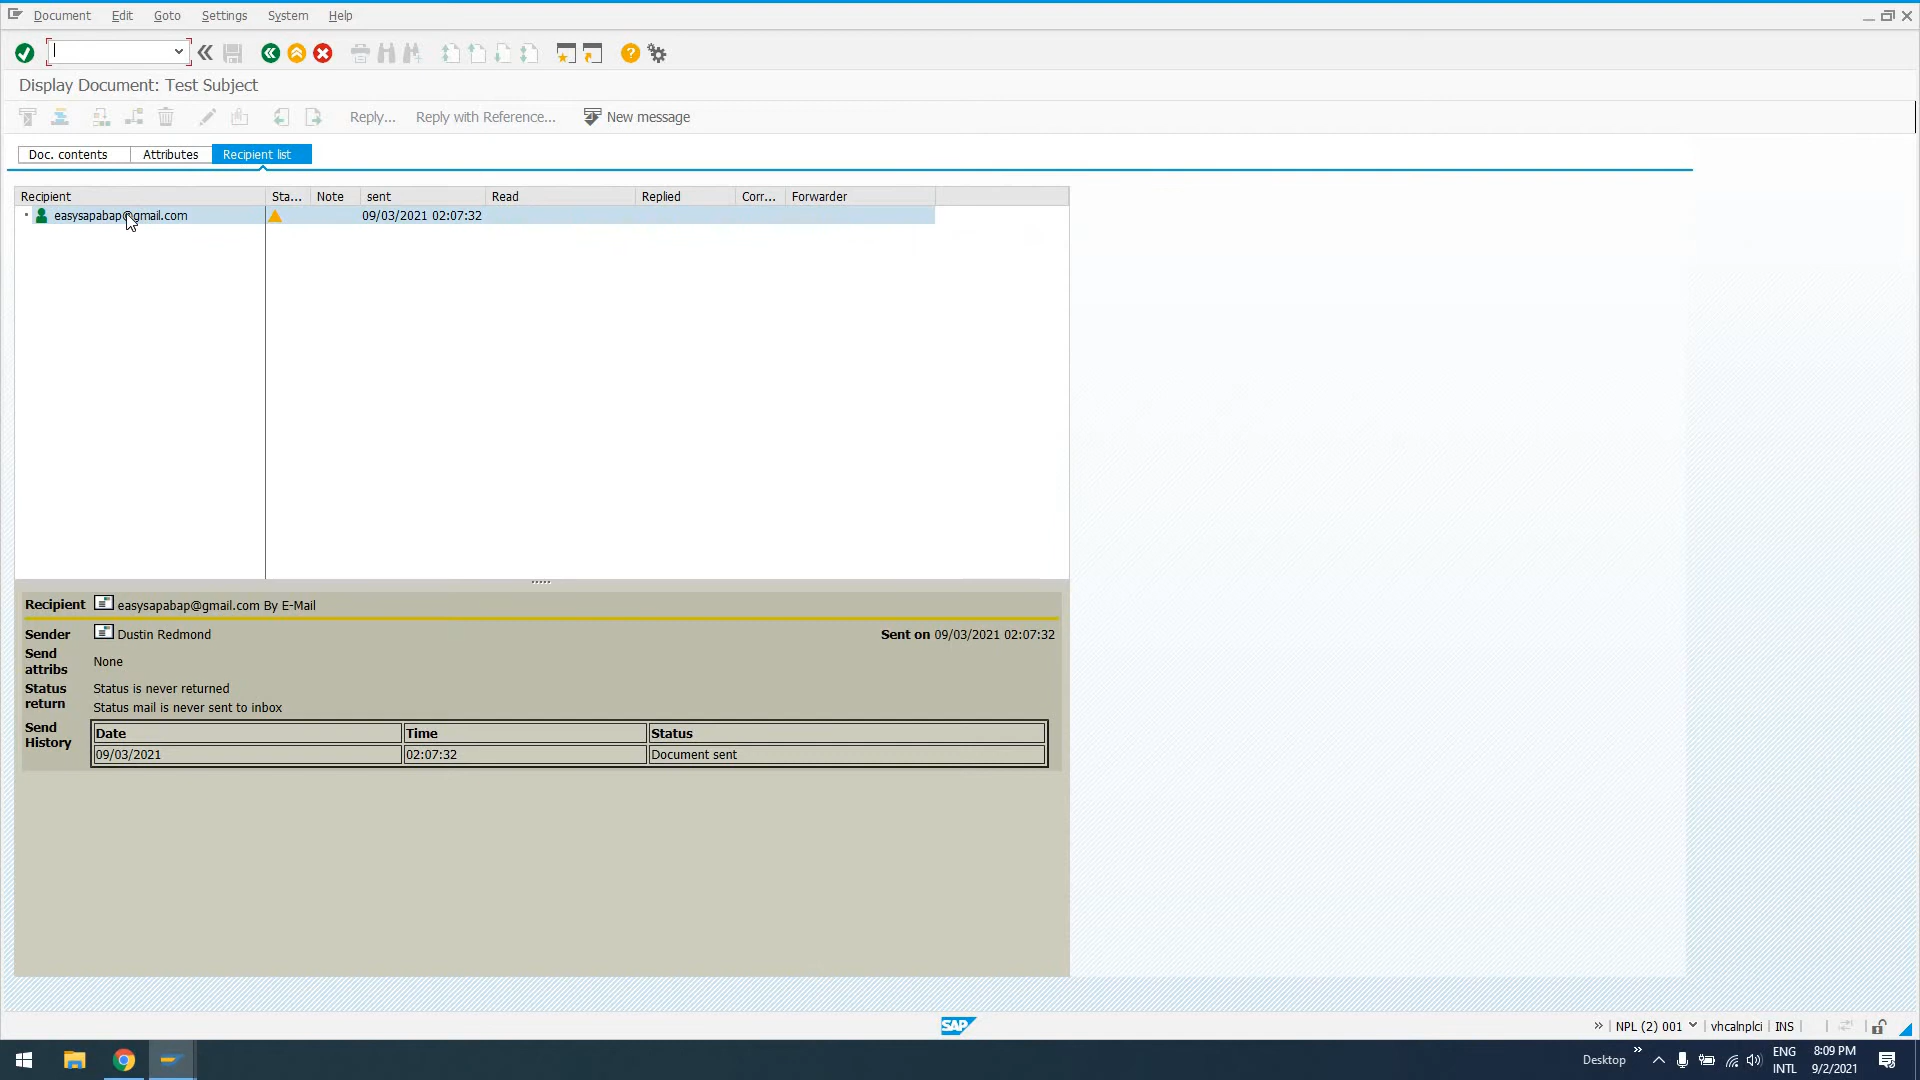 Document Edit Goto Settings System Help
Display Document: Test Subject
Reply... Reply with Reference... New message
Doc. contents Attributes Recipient list
Recipient Sta... Note sent Read Replied Corr... Forwarder
easysapabap@gmail.com 09/03/2021 02:07:32
Recipient easysapabap@gmail.com By E-Mail
Sender Dustin Redmond Sent on 09/03/2021 02:07:32
Send attribs None
Status return Status is never returned
Status mail is never sent to inbox
Send History Date Time Status
09/03/2021 02:07:32 Document sent
SAP
NPL (2) 001 vhcalnplci INS
Desktop ENG 8:09 PM
INTL 9/2/2021